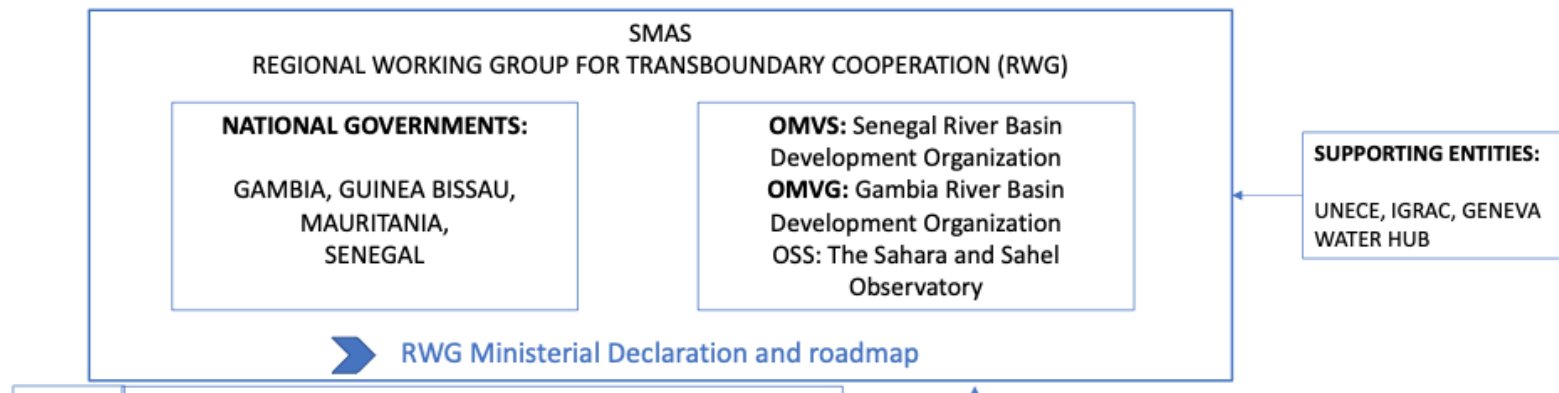 SMAS
REGIONAL WORKING GROUP FOR TRANSBOUNDARY COOPERATION (RWG)
NATIONAL GOVERNMENTS:
GAMBIA, GUINEA BISSAU,
MAURITANIA,
SENEGAL
OMVS: Senegal River Basin
Development Organization
OMVG: Gambia River Basin
Development Organization
OSS: The Sahara and Sahel
Observatory
SUPPORTING ENTITIES:
UNECE, IGRAC, GENEVA
WATER HUB
RWG Ministerial Declaration and roadmap